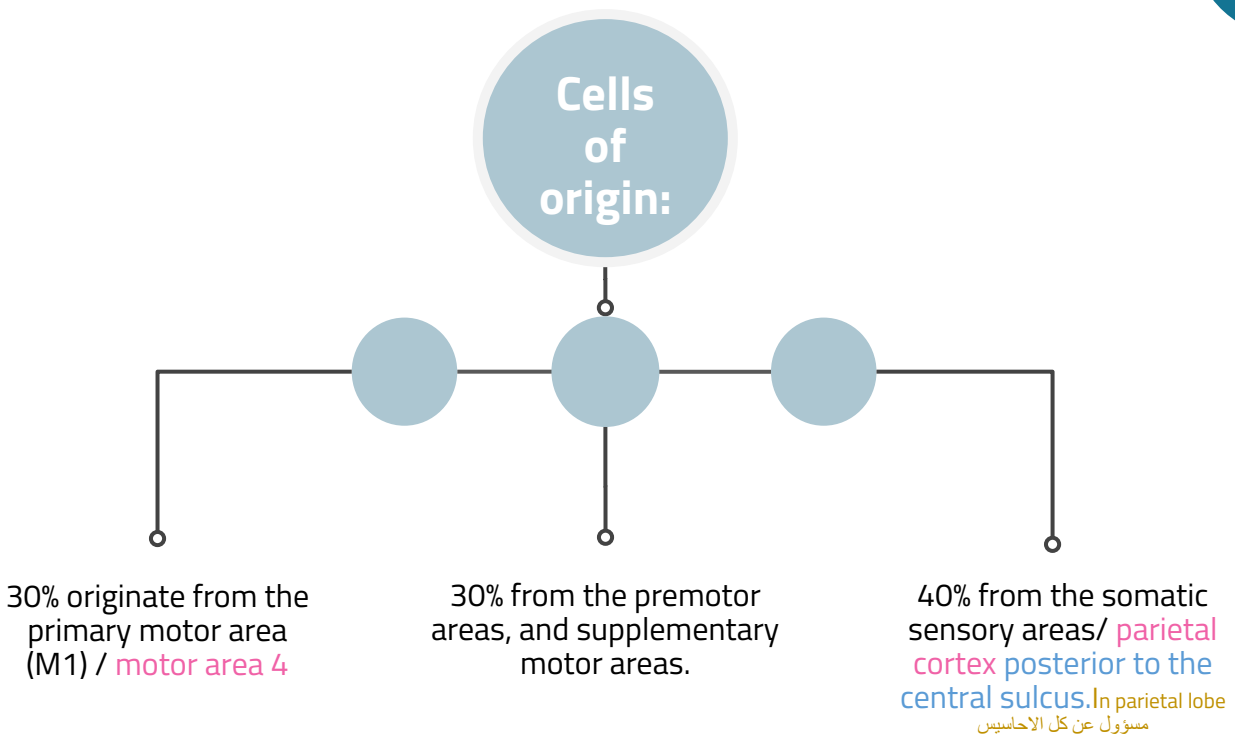 Cells
of
origin:
30% originate from the
primary motor area
(M1) / motor area 4
30% from the premotor
areas, and supplementary
motor areas.
40% from the somatic
sensory areas/ parietal
cortex posterior to the
central sulcus.In parietal lobe
مسؤول عن كل الاحاسيس